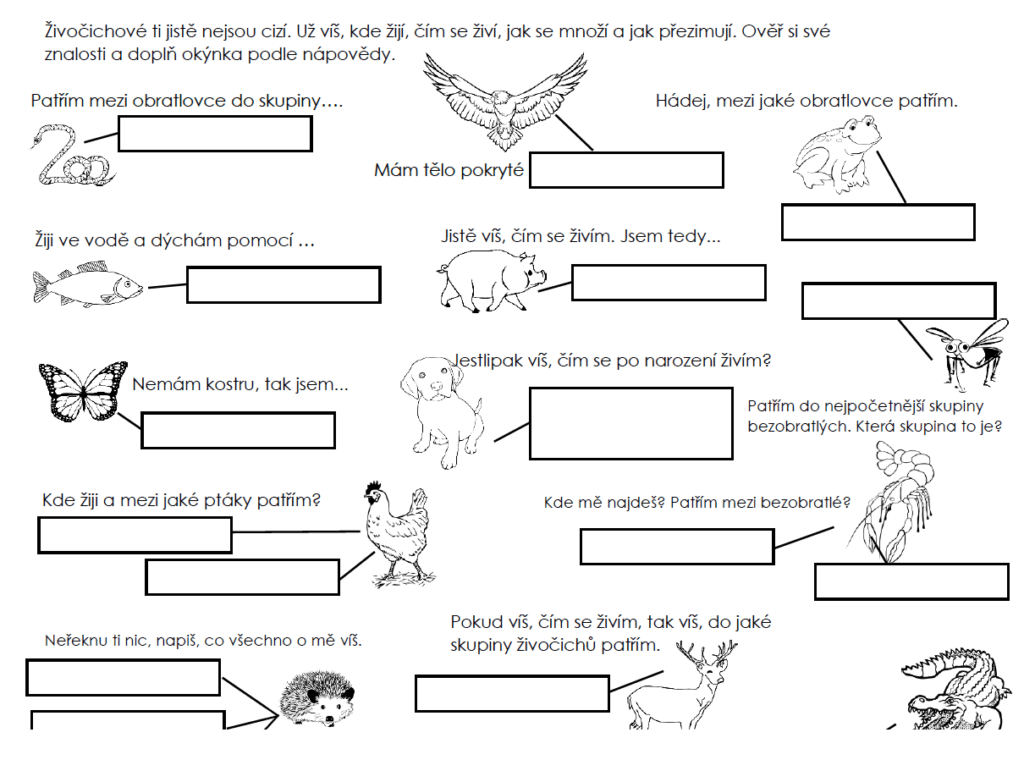 Živočichové ti jistě nejsou cizí. Už víš, kde žijí, čím se živí, jak se množí a jak přezimují. Ověř si své
znalosti a doplň okýnka podle nápovědy.
Patřím mezi obratlovce do skupiny….
Hádej, mezi jaké obratlovce patřím.
Mám tělo pokryté
Žiji ve vodě a dýchám pomocí …
Jistě víš, čím se živím. Jsem tedy...
Nemám kostru, tak jsem...
Jestlipak víš, čím se po narození živím?
Patřím do nejpočetnější skupiny
bezobratlých. Která skupina to je?
Kde žiji a mezi jaké ptáky patřím?
Kde mě najdeš? Patřím mezi bezobratlé?
Neřeknu ti nic, napiš, co všechno o mě víš.
Pokud víš, čím se živím, tak víš, do jaké
skupiny živočichů patřím.